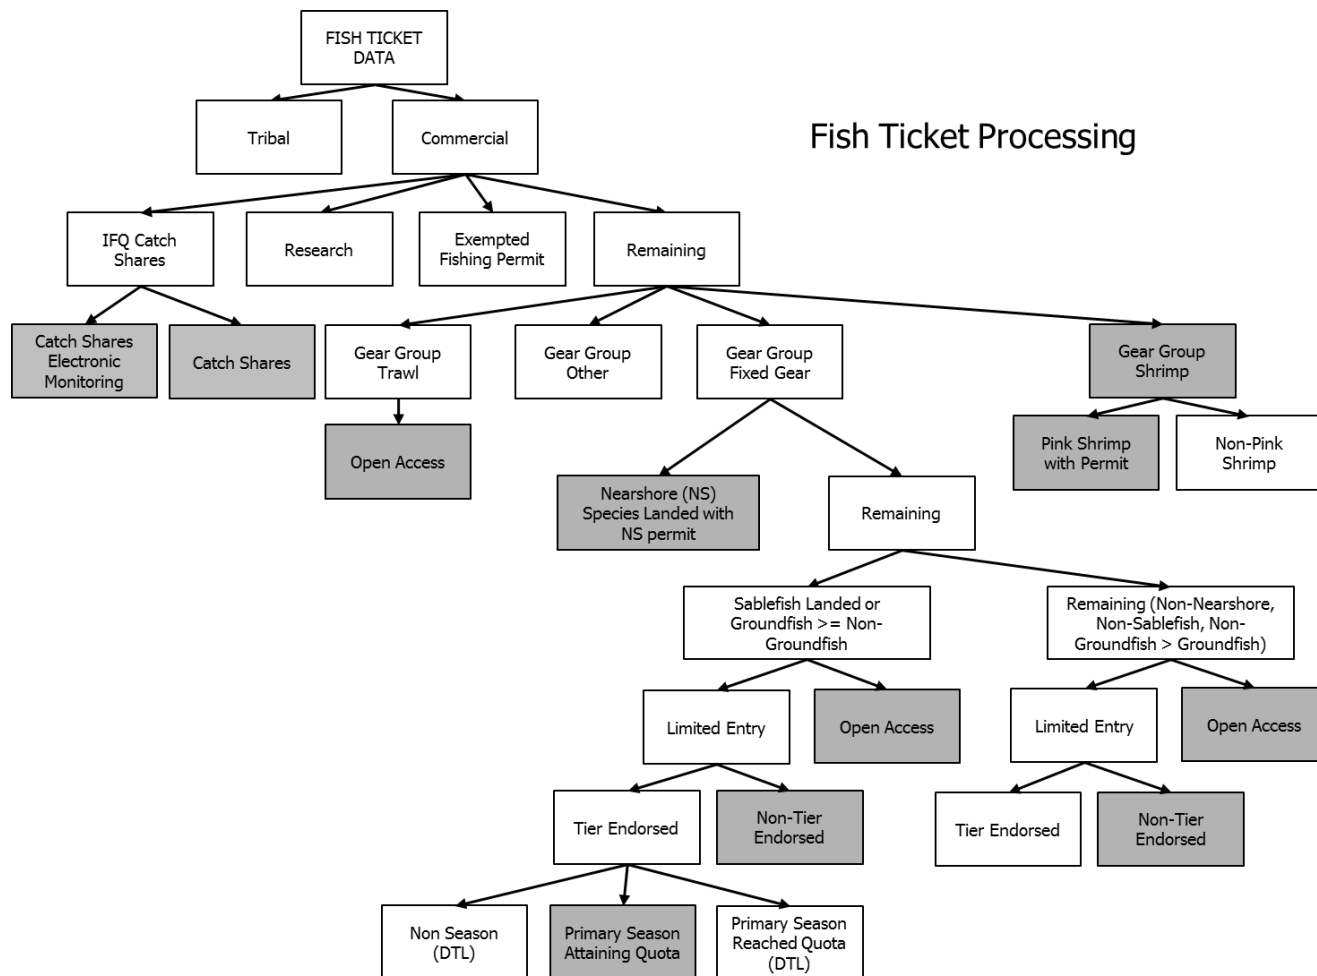 FISH TICKET
DATA
Fish Ticket Processing
Tribal
Commercial
IFQ Catch
Shares
Research
Exempted
Fishing Permit
Remaining
Catch Shares
Electronic
Monitoring
Catch Shares
Gear Group
Trawl
Gear Group
Other
Gear Group
Fixed Gear
Gear Group
Shrimp
Open Access
Pink Shrimp
with Permit
Non-Pink
Shrimp
Nearshore (NS)
Species Landed with
NS permit
Remaining
Sablefish Landed or
Groundfish >= Non-
Groundfish
Remaining (Non-Nearshore,
Non-Sablefish, Non-
Groundfish > Groundfish)
Limited Entry
Open Access
Limited Entry
Open Access
Tier Endorsed
Non-Tier
Endorsed
Tier Endorsed
Non-Tier
Endorsed
Non Season
(DTL)
Primary Season
Attaining Quota
Primary Season
Reached Quota
(DTL)